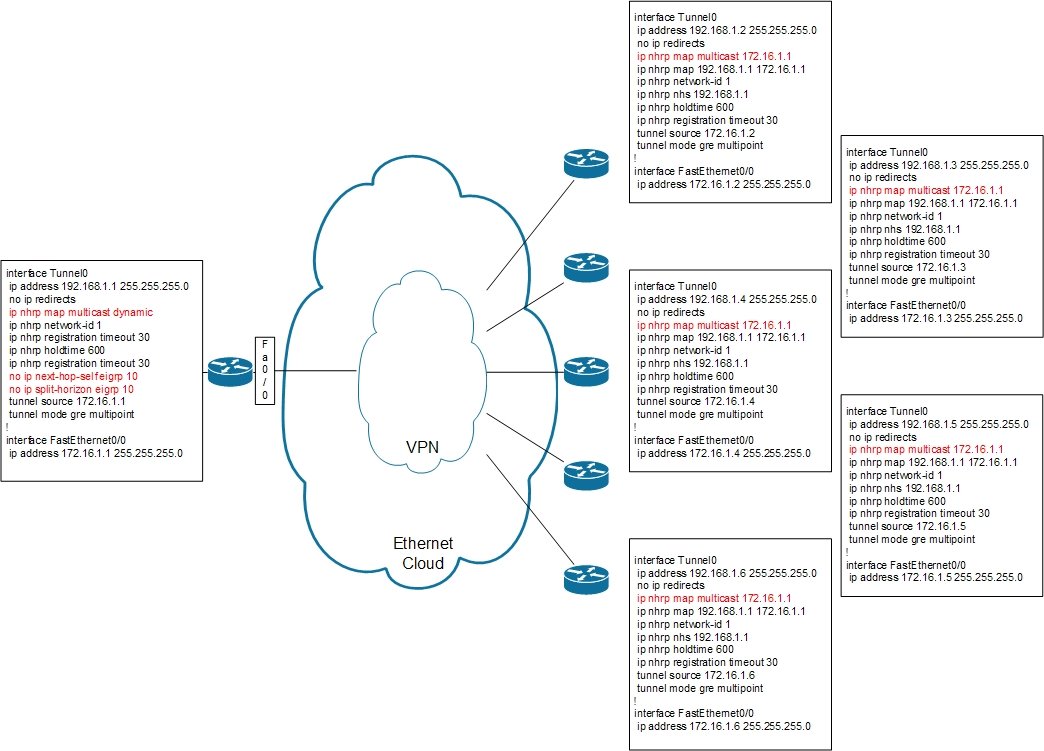 interface Tunnel0
ip address 192.168.1.1 255.255.255.0
no ip redirects
ip nhrp map multicast dynamic
ip nhrp network-id 1
ip nhrp registration timeout 30
ip nhrp holdtime 600
ip nhrp registration timeout 30
no ip next-hop-self eigrp 10
no ip split-horizon eigrp 10
tunnel source 172.16.1.1
tunnel mode gre multipoint
!
interface FastEthernet0/0
ip address 172.16.1.1 255.255.255.0
F
a
0
/
0
VPN
Ethernet
Cloud
interface Tunnel0
ip address 192.168.1.2 255.255.255.0
no ip redirects
ip nhrp map multicast 172.16.1.1
ip nhrp map 192.168.1.1 172.16.1.1
ip nhrp network-id 1
ip nhrp nhs 192.168.1.1
ip nhrp holdtime 600
ip nhrp registration timeout 30
tunnel source 172.16.1.2
tunnel mode gre multipoint
!
interface FastEthernet0/0
ip address 172.16.1.2 255.255.255.0
interface Tunnel0
ip address 192.168.1.3 255.255.255.0
no ip redirects
ip nhrp map multicast 172.16.1.1
ip nhrp map 192.168.1.1 172.16.1.1
ip nhrp network-id 1
ip nhrp nhs 192.168.1.1
ip nhrp holdtime 600
ip nhrp registration timeout 30
tunnel source 172.16.1.3
tunnel mode gre multipoint
!
interface FastEthernet0/0
ip address 172.16.1.3 255.255.255.0
interface Tunnel0
ip address 192.168.1.4 255.255.255.0
no ip redirects
ip nhrp map multicast 172.16.1.1
ip nhrp map 192.168.1.1 172.16.1.1
ip nhrp network-id 1
ip nhrp nhs 192.168.1.1
ip nhrp holdtime 600
ip nhrp registration timeout 30
tunnel source 172.16.1.4
tunnel mode gre multipoint
!
interface FastEthernet0/0
ip address 172.16.1.4 255.255.255.0
interface Tunnel0
ip address 192.168.1.5 255.255.255.0
no ip redirects
ip nhrp map multicast 172.16.1.1
ip nhrp map 192.168.1.1 172.16.1.1
ip nhrp network-id 1
ip nhrp nhs 192.168.1.1
ip nhrp holdtime 600
ip nhrp registration timeout 30
tunnel source 172.16.1.5
tunnel mode gre multipoint
!
interface FastEthernet0/0
ip address 172.16.1.5 255.255.255.0
interface Tunnel0
ip address 192.168.1.6 255.255.255.0
no ip redirects
ip nhrp map multicast 172.16.1.1
ip nhrp map 192.168.1.1 172.16.1.1
ip nhrp network-id 1
ip nhrp nhs 192.168.1.1
ip nhrp holdtime 600
ip nhrp registration timeout 30
tunnel source 172.16.1.6
tunnel mode gre multipoint
!
interface FastEthernet0/0
ip address 172.16.1.6 255.255.255.0